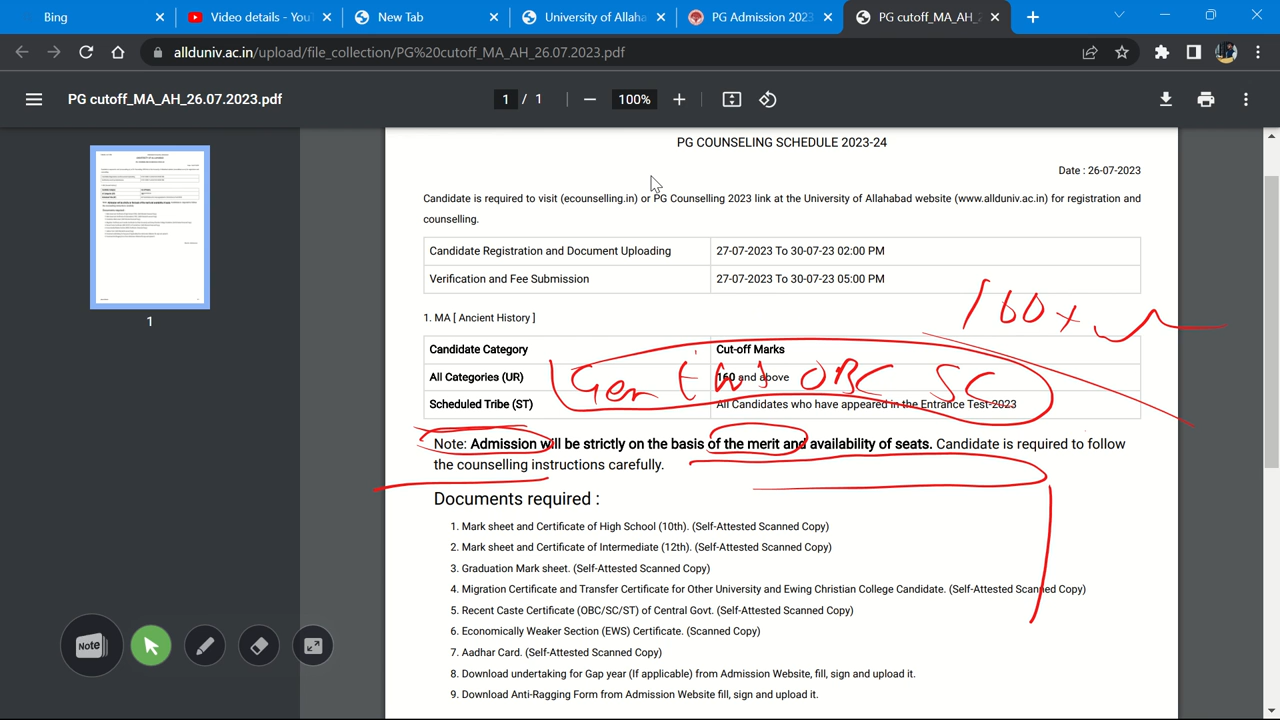 Bing
Video details - YouT
New Tab
University of Allaha
PG Admission 2023
PG cutoff_MA_AH_
allduniv.ac.in/upload/file_collection/PG%20cutoff_MA_AH_26.07.2023.pdf
PG cutoff_MA_AH_26.07.2023.pdf
1 / 1
100%
1
PG COUNSELING SCHEDULE 2023-24
Date : 26-07-2023
Candidate is required to visit (ecounselling.in) or PG Counselling 2023 link at the University of Allahabad website (www.allduniv.ac.in) for registration and
counselling.
Candidate Registration and Document Uploading 27-07-2023 To 30-07-23 02:00 PM
Verification and Fee Submission 27-07-2023 To 30-07-23 05:00 PM
160+
1. MA [ Ancient History ]
Candidate Category Cut-off Marks
All Categories (UR) 160 and above
Gen EWS OBC SC
Scheduled Tribe (ST) All Candidates who have appeared in the Entrance Test-2023
Note: Admission will be strictly on the basis of the merit and availability of seats. Candidate is required to follow
the counselling instructions carefully.
Documents required :
1. Mark sheet and Certificate of High School (10th). (Self-Attested Scanned Copy)
2. Mark sheet and Certificate of Intermediate (12th). (Self-Attested Scanned Copy)
3. Graduation Mark sheet. (Self-Attested Scanned Copy)
4. Migration Certificate and Transfer Certificate for Other University and Ewing Christian College Candidate. (Self-Attested Scanned Copy)
5. Recent Caste Certificate (OBC/SC/ST) of Central Govt. (Self-Attested Scanned Copy)
6. Economically Weaker Section (EWS) Certificate. (Scanned Copy)
7. Aadhar Card. (Self-Attested Scanned Copy)
8. Download undertaking for Gap year (If applicable) from Admission Website, fill, sign and upload it.
9. Download Anti-Ragging Form from Admission Website fill, sign and upload it.
Note